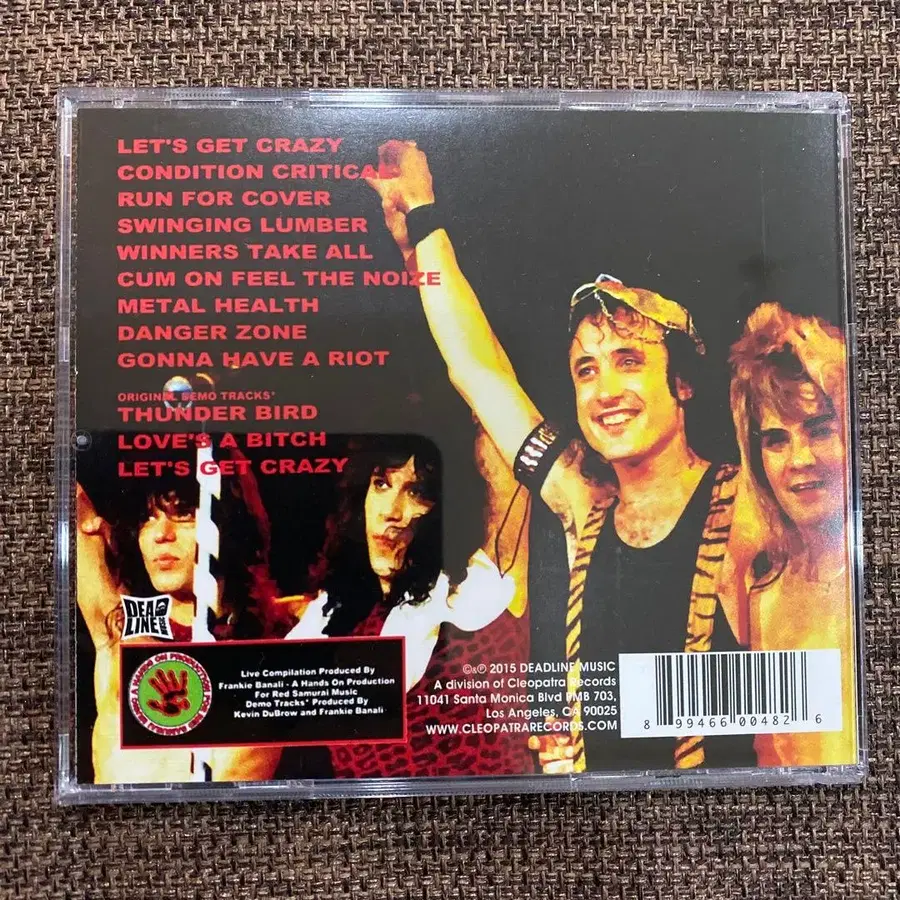 LET'S GET CRAZY
CONDITION CRITICAL
RUN FOR COVER
SWINGING LUMBER
WINNERS TAKE ALL
CUM ON FEEL THE NOIZE
METAL HEALTH
DANGER ZONE
GONNA HAVE A RIOT
ORIGINAL DEMO TRACKS*
THUNDER BIRD
LOVE'S A BITCH
LET'S GET CRAZY
DEAD
LINE
Live Compilation Produced By
Frankie Banali - A Hands On Production
For Red Samurai Music
Demo Tracks* Produced by
Kevin DuBrow and Frankie Banali
©&℗ 2015 DEADLINE MUSIC
A division of Cleopatra Records
11041 Santa Monica Blvd PMB 703,
Los Angeles, CA 90025
WWW.CLEOPATRARECORDS.COM
8 99466 00482 6